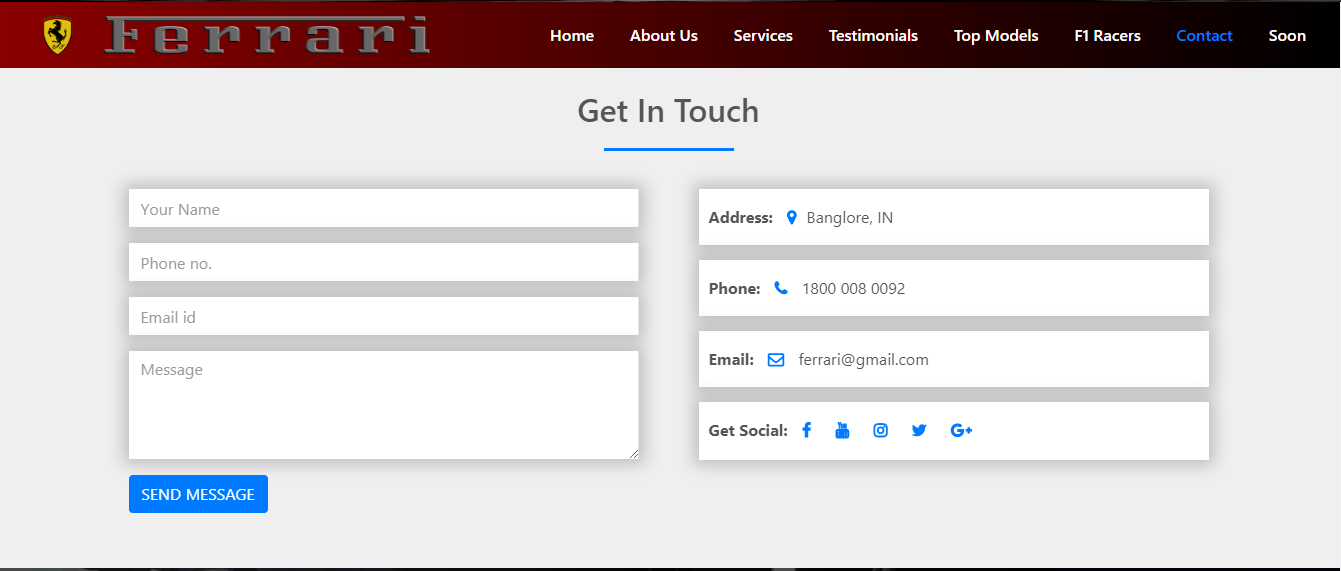 Ferrari Home About Us Services Testimonials Top Models F1 Racers Contact Soon
Get In Touch
Your Name
Phone no.
Email id
Message
SEND MESSAGE
Address: Banglore, IN
Phone: 1800 008 0092
Email: ferrari@gmail.com
Get Social: